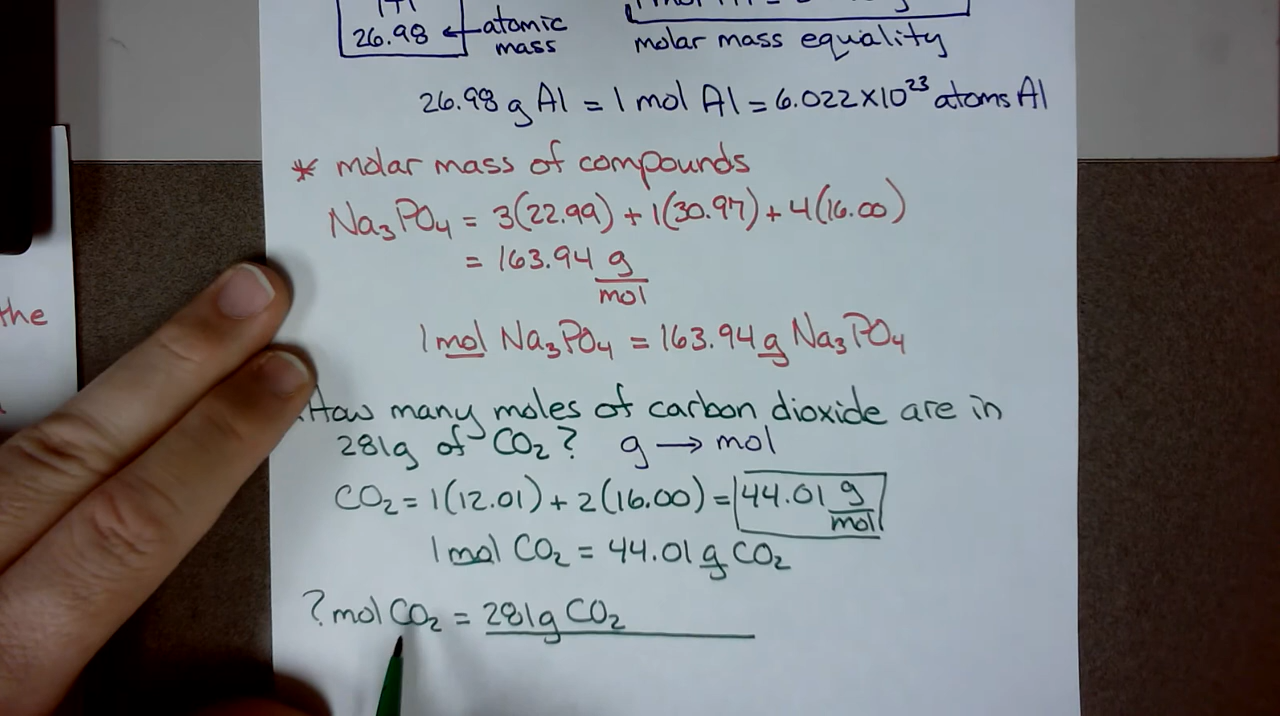 26.98 ← atomic mass
molar mass equality
26.98 g Al = 1 mol Al = 6.022×10²³ atoms Al
* molar mass of compounds
Na₃PO₄ = 3(22.99) + 1(30.97) + 4(16.00)
= 163.94 g/mol
1 mol Na₃PO₄ = 163.94 g Na₃PO₄
the
How many moles of carbon dioxide are in
281g of CO₂? g → mol
CO₂ = 1(12.01) + 2(16.00) = 44.01 g/mol
1 mol CO₂ = 44.01 g CO₂
? mol CO₂ = 281g CO₂